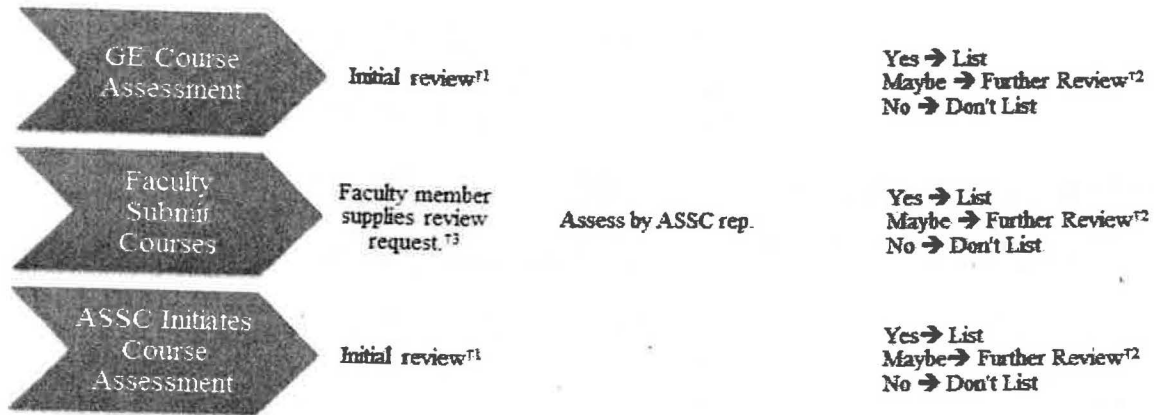 GE Course
Assessment
Initial review†1
Yes → List
Maybe → Further Review†2
No → Don't List
Faculty
Submit
Courses
Faculty member
supplies review
request.†3
Assess by ASSC rep.
Yes → List
Maybe → Further Review†2
No → Don't List
ASSC Initiates
Course
Assessment
Initial review†1
Yes→ List
Maybe→ Further Review†2
No → Don't List